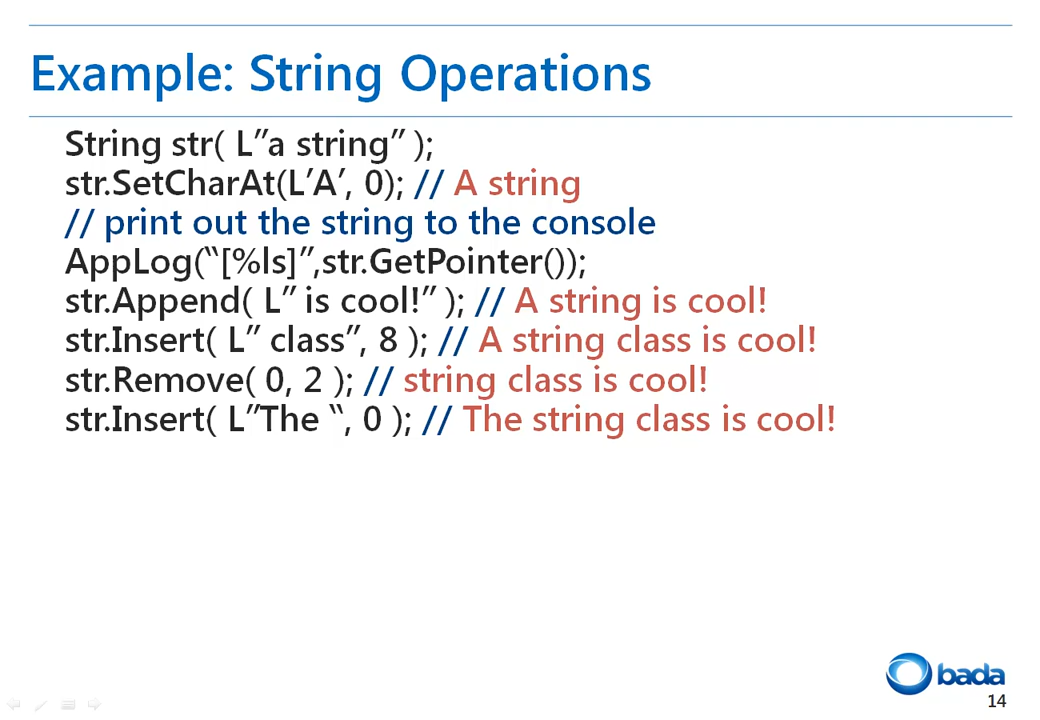 Example: String Operations
String str( L”a string” );
str.SetCharAt(L’A’, 0); // A string
// print out the string to the console
AppLog(“[%ls]”,str.GetPointer());
str.Append( L” is cool!” ); // A string is cool!
str.Insert( L” class”, 8 ); // A string class is cool!
str.Remove( 0, 2 ); // string class is cool!
str.Insert( L”The “, 0 ); // The string class is cool!
bada
14